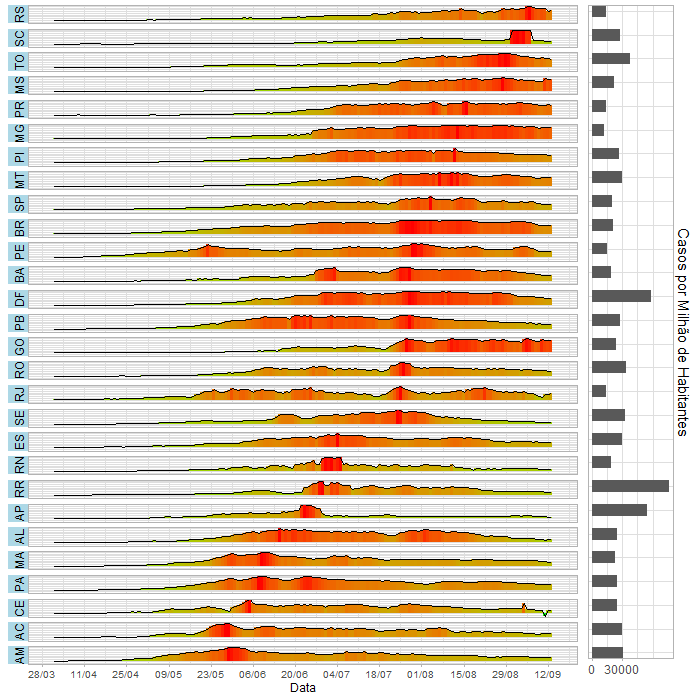 RS
SC
TO
MS
PR
MG
PI
MT
SP
BR
PE
BA
DF
PB
GO
RO
RJ
SE
ES
RN
RR
AP
AL
MA
PA
CE
AC
AM
28/03 11/04 25/04 09/05 23/05 06/06 20/06 04/07 18/07 01/08 15/08 29/08 12/09
Data
0 30000
Casos por Milhão de Habitantes